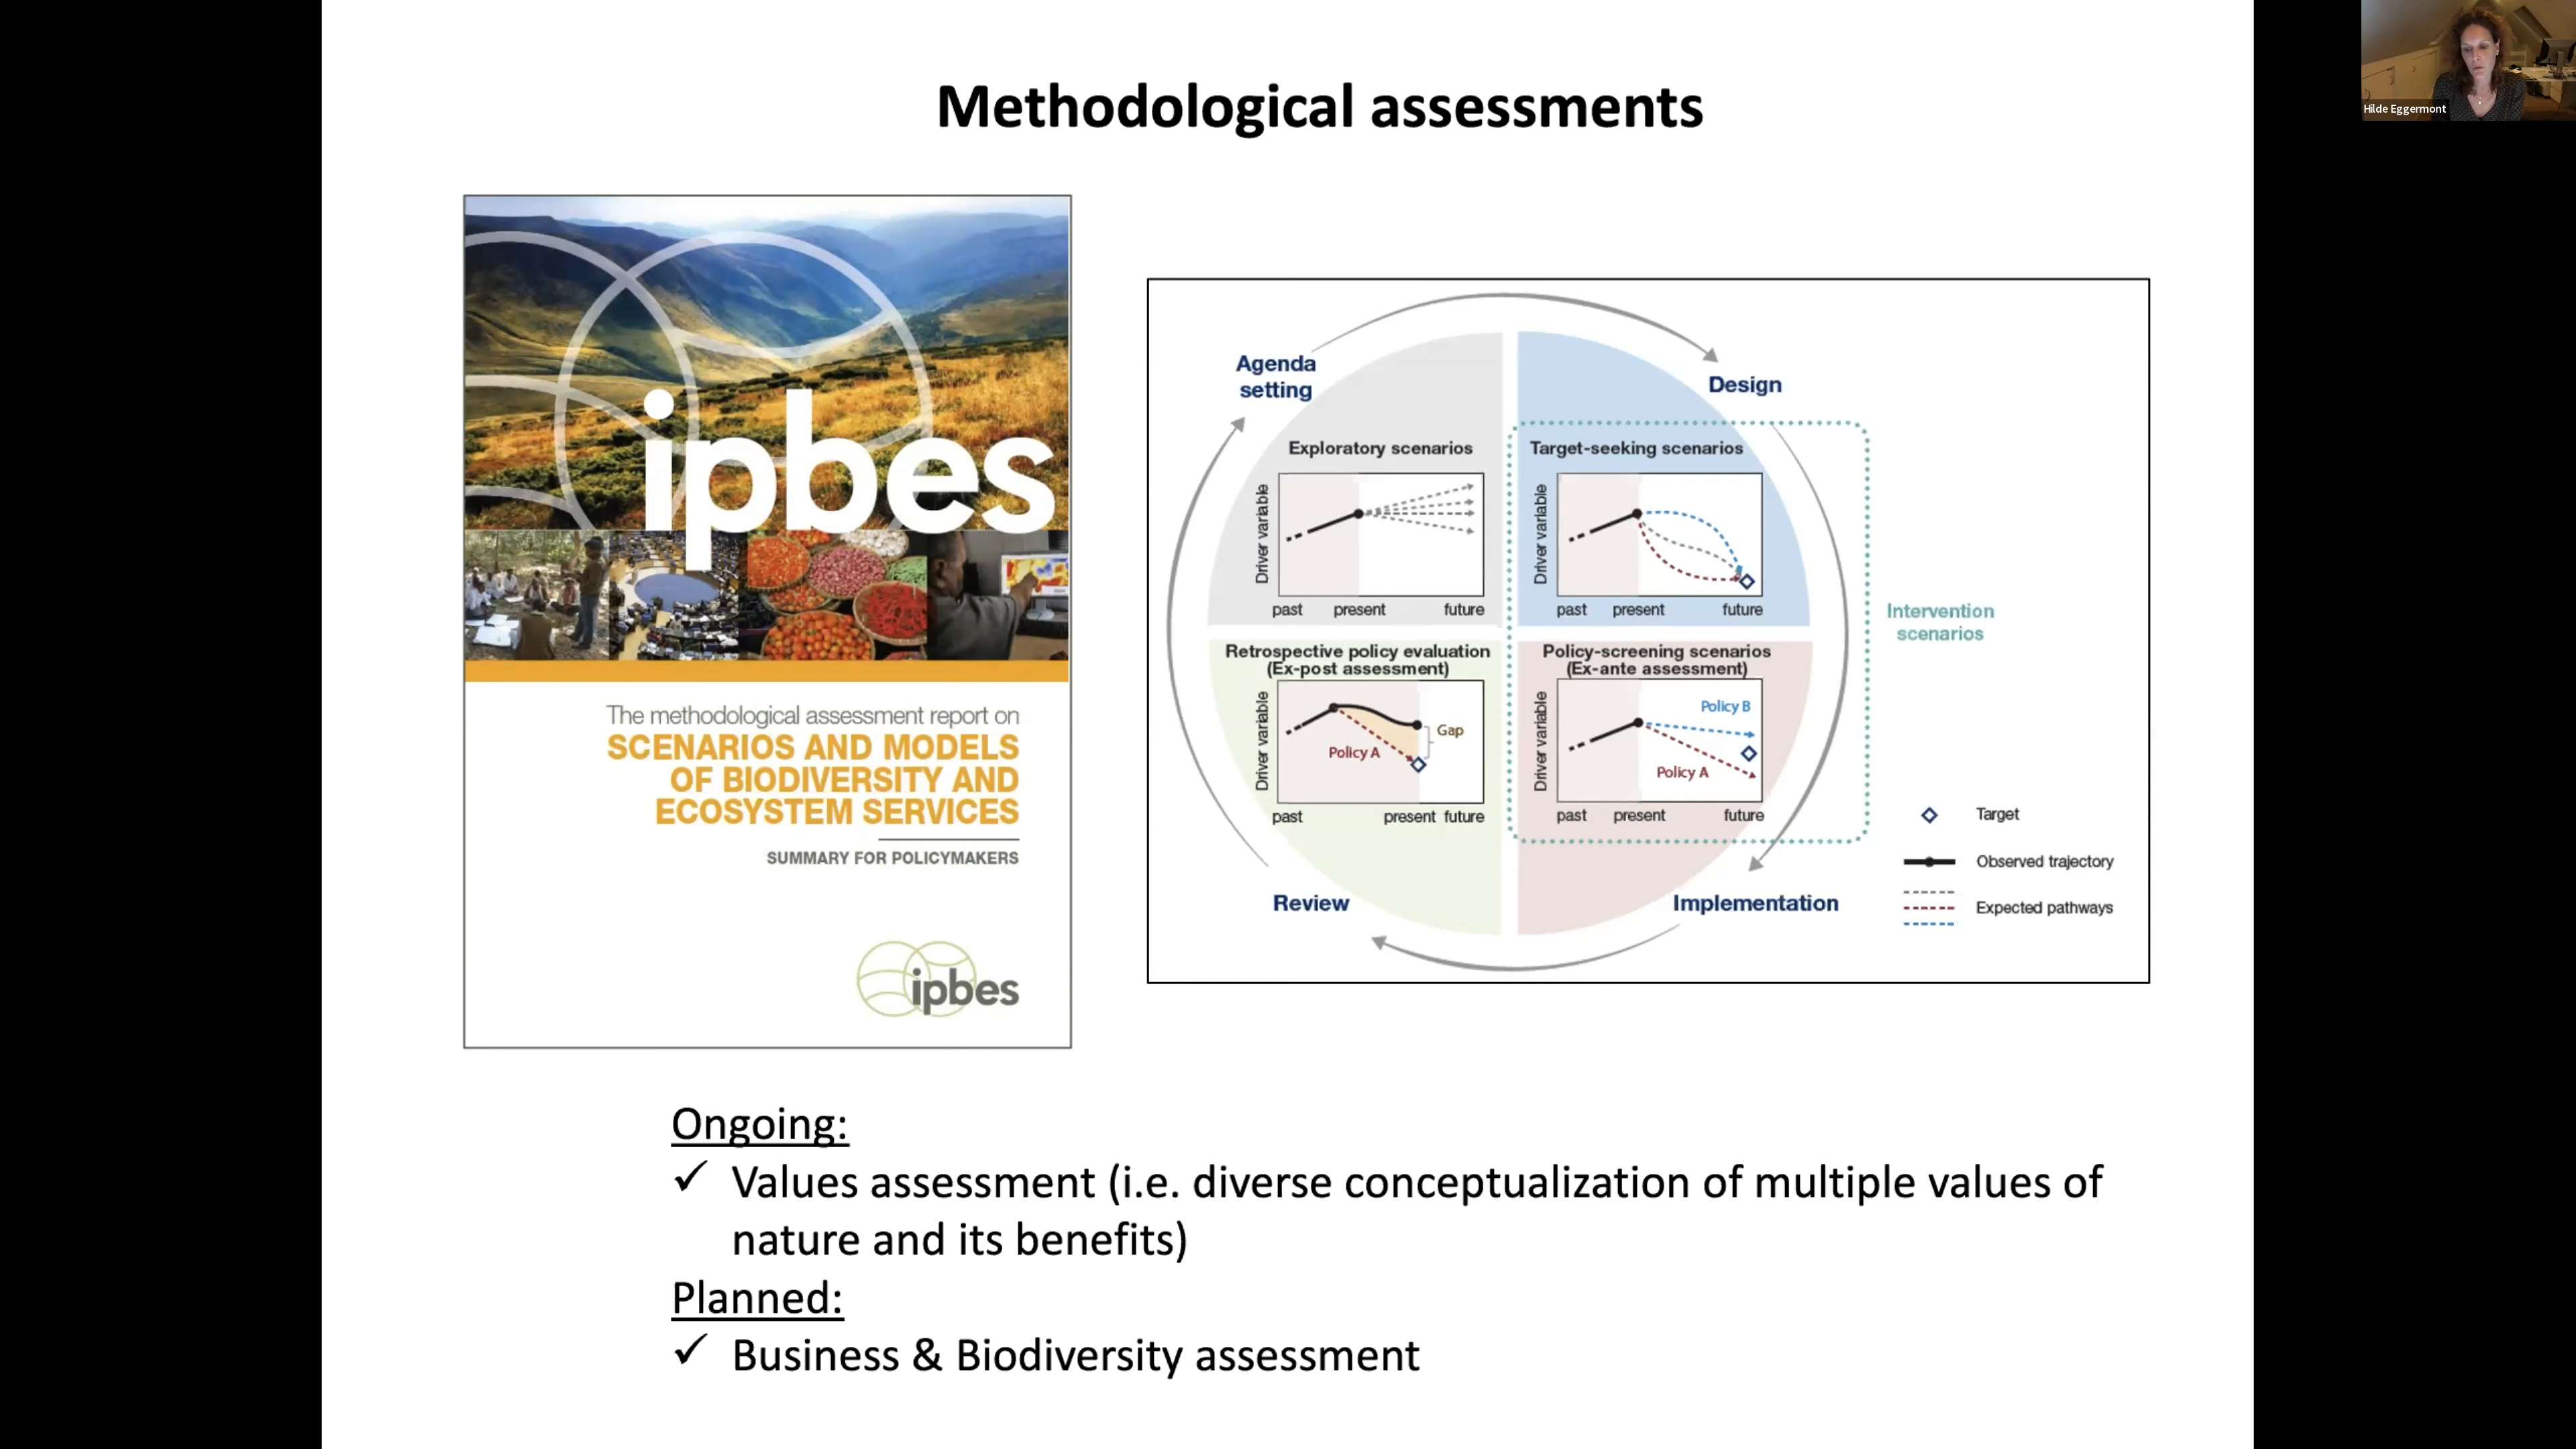 Methodological assessments
Hilde Eggermont
ipbes
The methodological assessment report on
SCENARIOS AND MODELS
OF BIODIVERSITY AND
ECOSYSTEM SERVICES
SUMMARY FOR POLICYMAKERS
ipbes
Agenda
setting
Design
Exploratory scenarios
Driver variable
past present future
Target-seeking scenarios
Driver variable
past present future
Intervention
scenarios
Retrospective policy evaluation
(Ex-post assessment)
Driver variable
Policy A
Gap
past present future
Policy-screening scenarios
(Ex-ante assessment)
Driver variable
Policy B
Policy A
past present future
Review
Implementation
Target
Observed trajectory
Expected pathways
Ongoing:
✓ Values assessment (i.e. diverse conceptualization of multiple values of
nature and its benefits)
Planned:
✓ Business & Biodiversity assessment